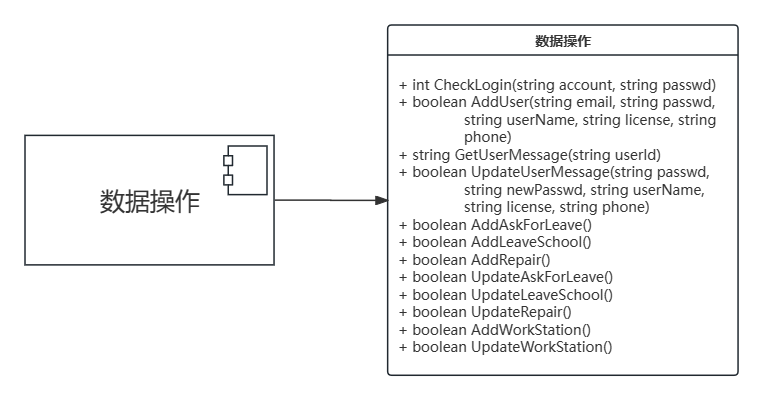 数据操作
数据操作
+ int CheckLogin(string account, string passwd)
+ boolean AddUser(string email, string passwd,
string userName, string license, string
phone)
+ string GetUserMessage(string userId)
+ boolean UpdateUserMessage(string passwd,
string newPasswd, string userName,
string license, string phone)
+ boolean AddAskForLeave()
+ boolean AddLeaveSchool()
+ boolean AddRepair()
+ boolean UpdateAskForLeave()
+ boolean UpdateLeaveSchool()
+ boolean UpdateRepair()
+ boolean AddWorkStation()
+ boolean UpdateWorkStation()